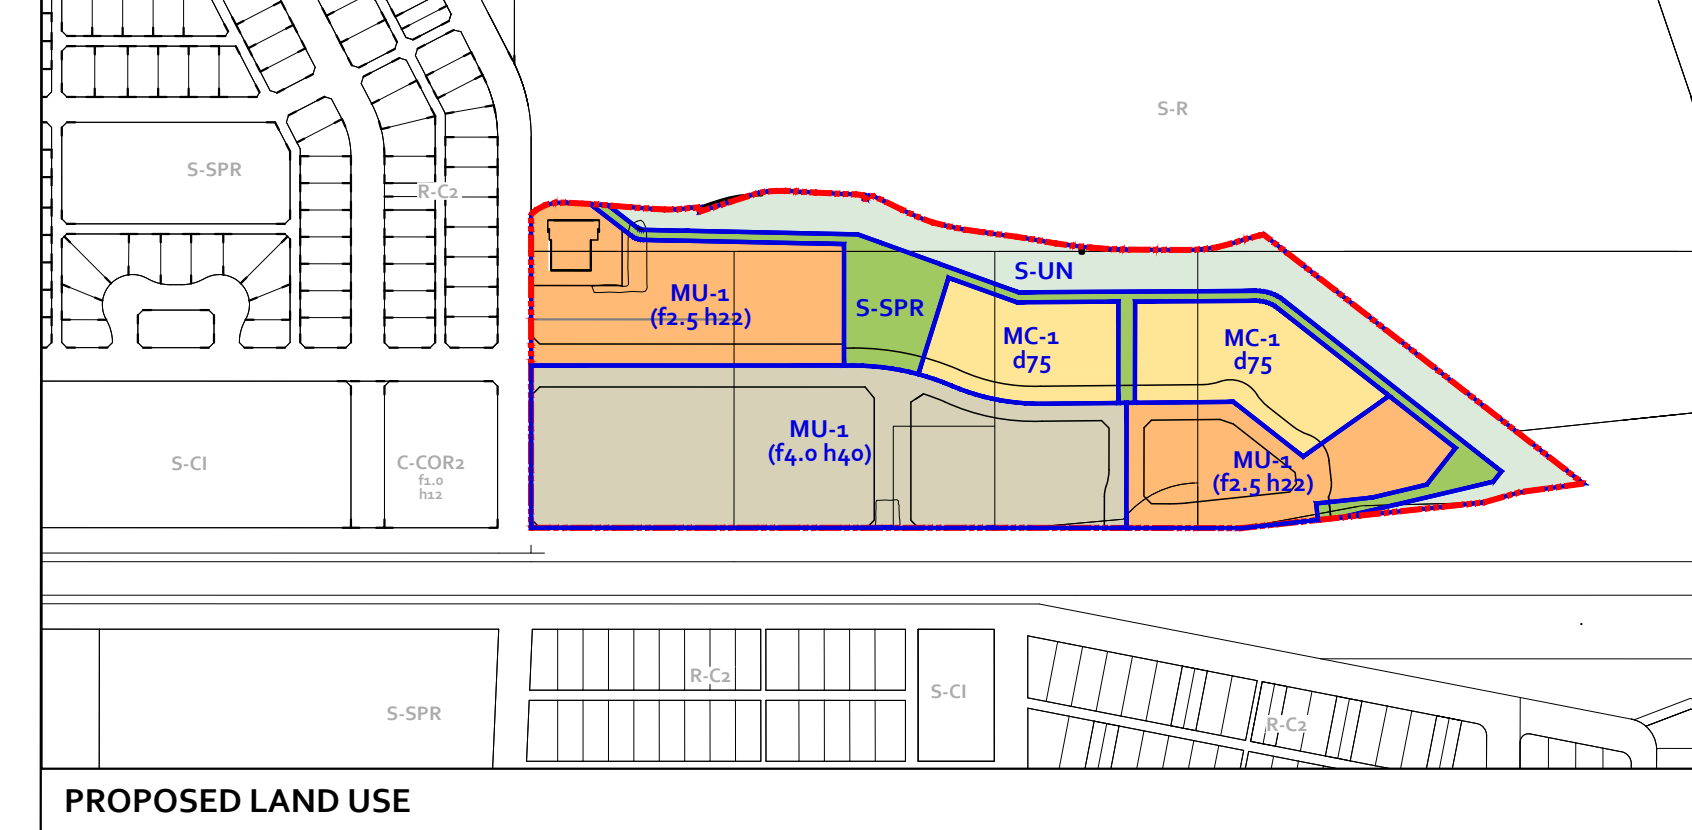 S-R
S-SPR
R-C2
S-UN
MU-1
(f2.5 h22)
S-SPR
MC-1
d75
MC-1
d75
MU-1
(f4.0 h40)
S-CI
C-COR2
f1.0
h12
MU-1
(f2.5 h22)
R-C2
S-CI
S-SPR
R-C2
PROPOSED LAND USE